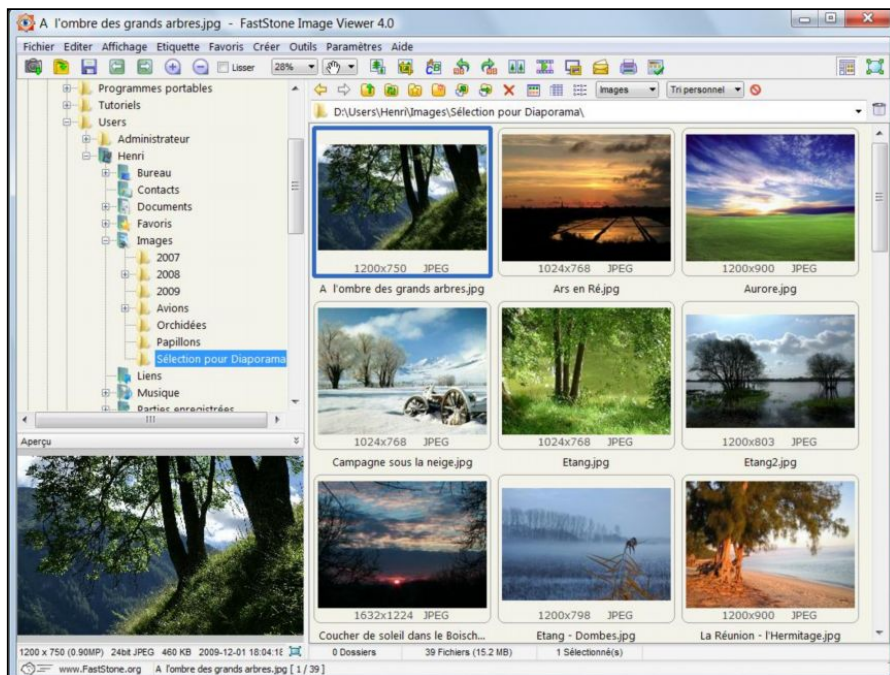 A l'ombre des grands arbres.jpg - FastStone Image Viewer 4.0
Fichier Editer Affichage Etiquette Favoris Créer Outils Paramètres Aide
Lisser 28%
Programmes portables
Tutoriels
Users
Administrateur
Henri
Bureau
Contacts
Documents
Favoris
Images
2007
2008
2009
Avions
Orchidées
Papillons
Sélection pour Diaporama
Liens
Musique
Parties enregistrées
Aperçu
1200 x 750 (0.90MP) 24bit JPEG 460 KB 2009-12-01 18:04:18
Images Tri personnel
D:\Users\Henri\Images\Sélection pour Diaporama\
1200x750 JPEG
A l'ombre des grands arbres.jpg
1024x768 JPEG
Ars en Ré.jpg
1200x900 JPEG
Aurore.jpg
1024x768 JPEG
Campagne sous la neige.jpg
1024x768 JPEG
Etang.jpg
1200x803 JPEG
Etang2.jpg
1632x1224 JPEG
Coucher de soleil dans le Boisch...
1200x798 JPEG
Etang - Dombes.jpg
1200x900 JPEG
La Réunion - l'Hermitage.jpg
0 Dossiers 39 Fichiers (15.2 MB) 1 Sélectionné(s)
www.FastStone.org A l'ombre des grands arbres.jpg [ 1 / 39 ]